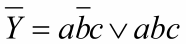 Y̅ = ab̅c ∨ abc